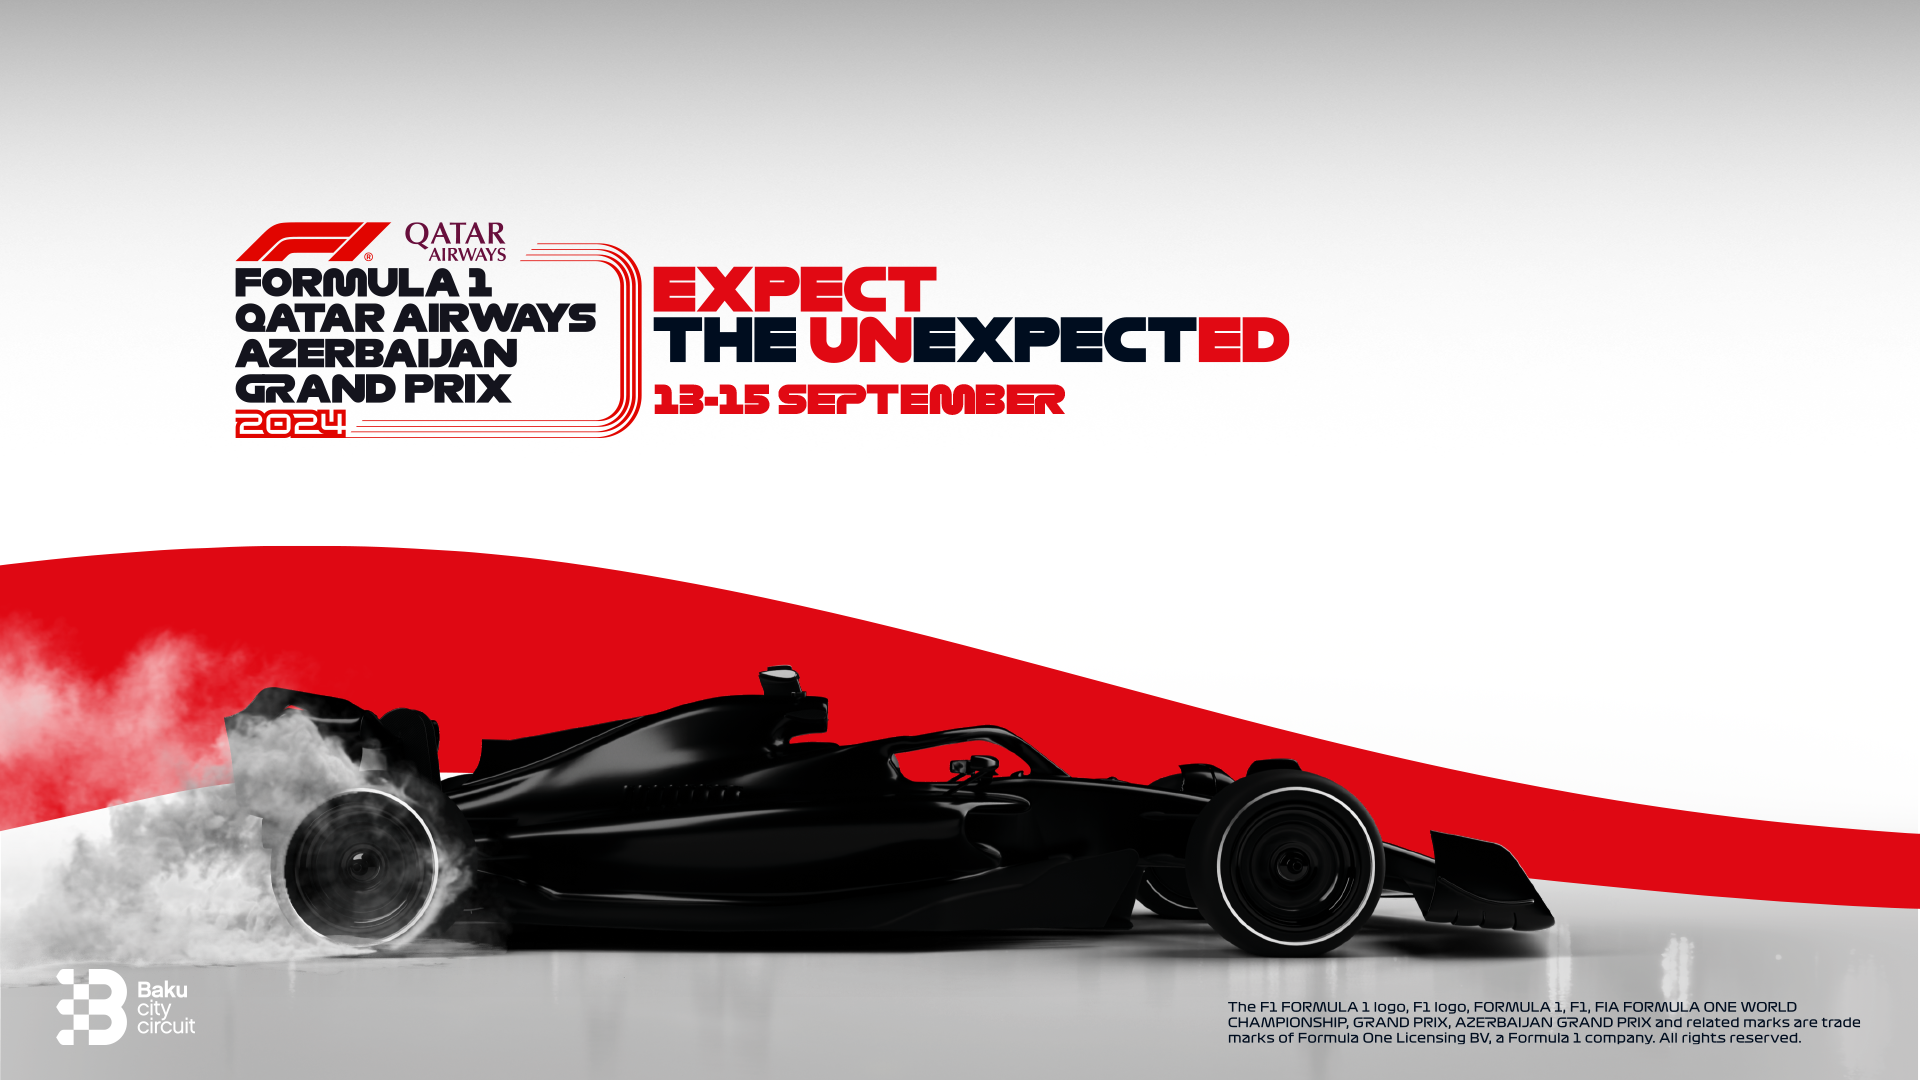 F1®
QATAR
AIRWAYS
FORMULA 1
QATAR AIRWAYS
AZERBAIJAN
GRAND PRIX
2024
EXPECT
THE UNEXPECTED
13-15 SEPTEMBER
B Baku
city
circuit
The F1 FORMULA 1 logo, F1 logo, FORMULA 1, F1, FIA FORMULA ONE WORLD
CHAMPIONSHIP, GRAND PRIX, AZERBAIJAN GRAND PRIX and related marks are trade
marks of Formula One Licensing BV, a Formula 1 company. All rights reserved.